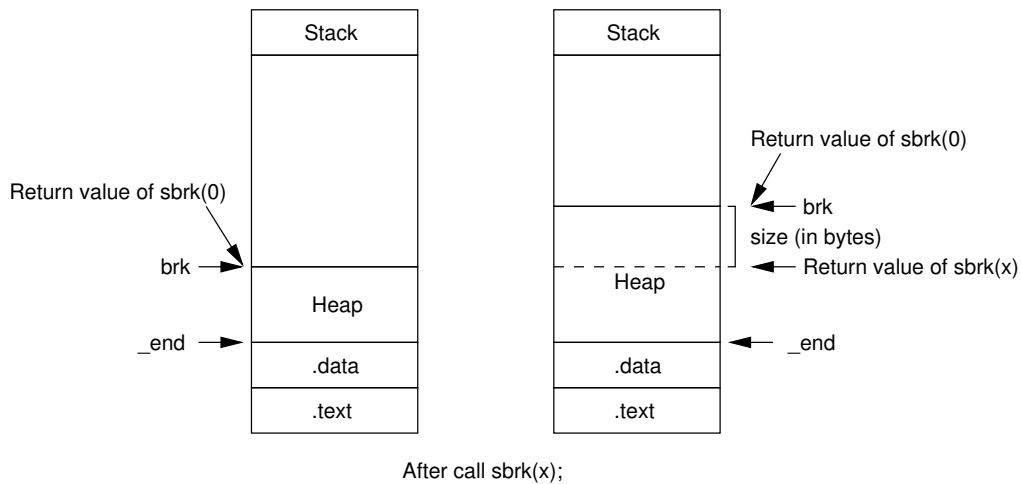 Stack
Return value of sbrk(0)
brk
Heap
_end
.data
.text
Stack
Return value of sbrk(0)
brk
size (in bytes)
Return value of sbrk(x)
Heap
_end
.data
.text
After call sbrk(x);